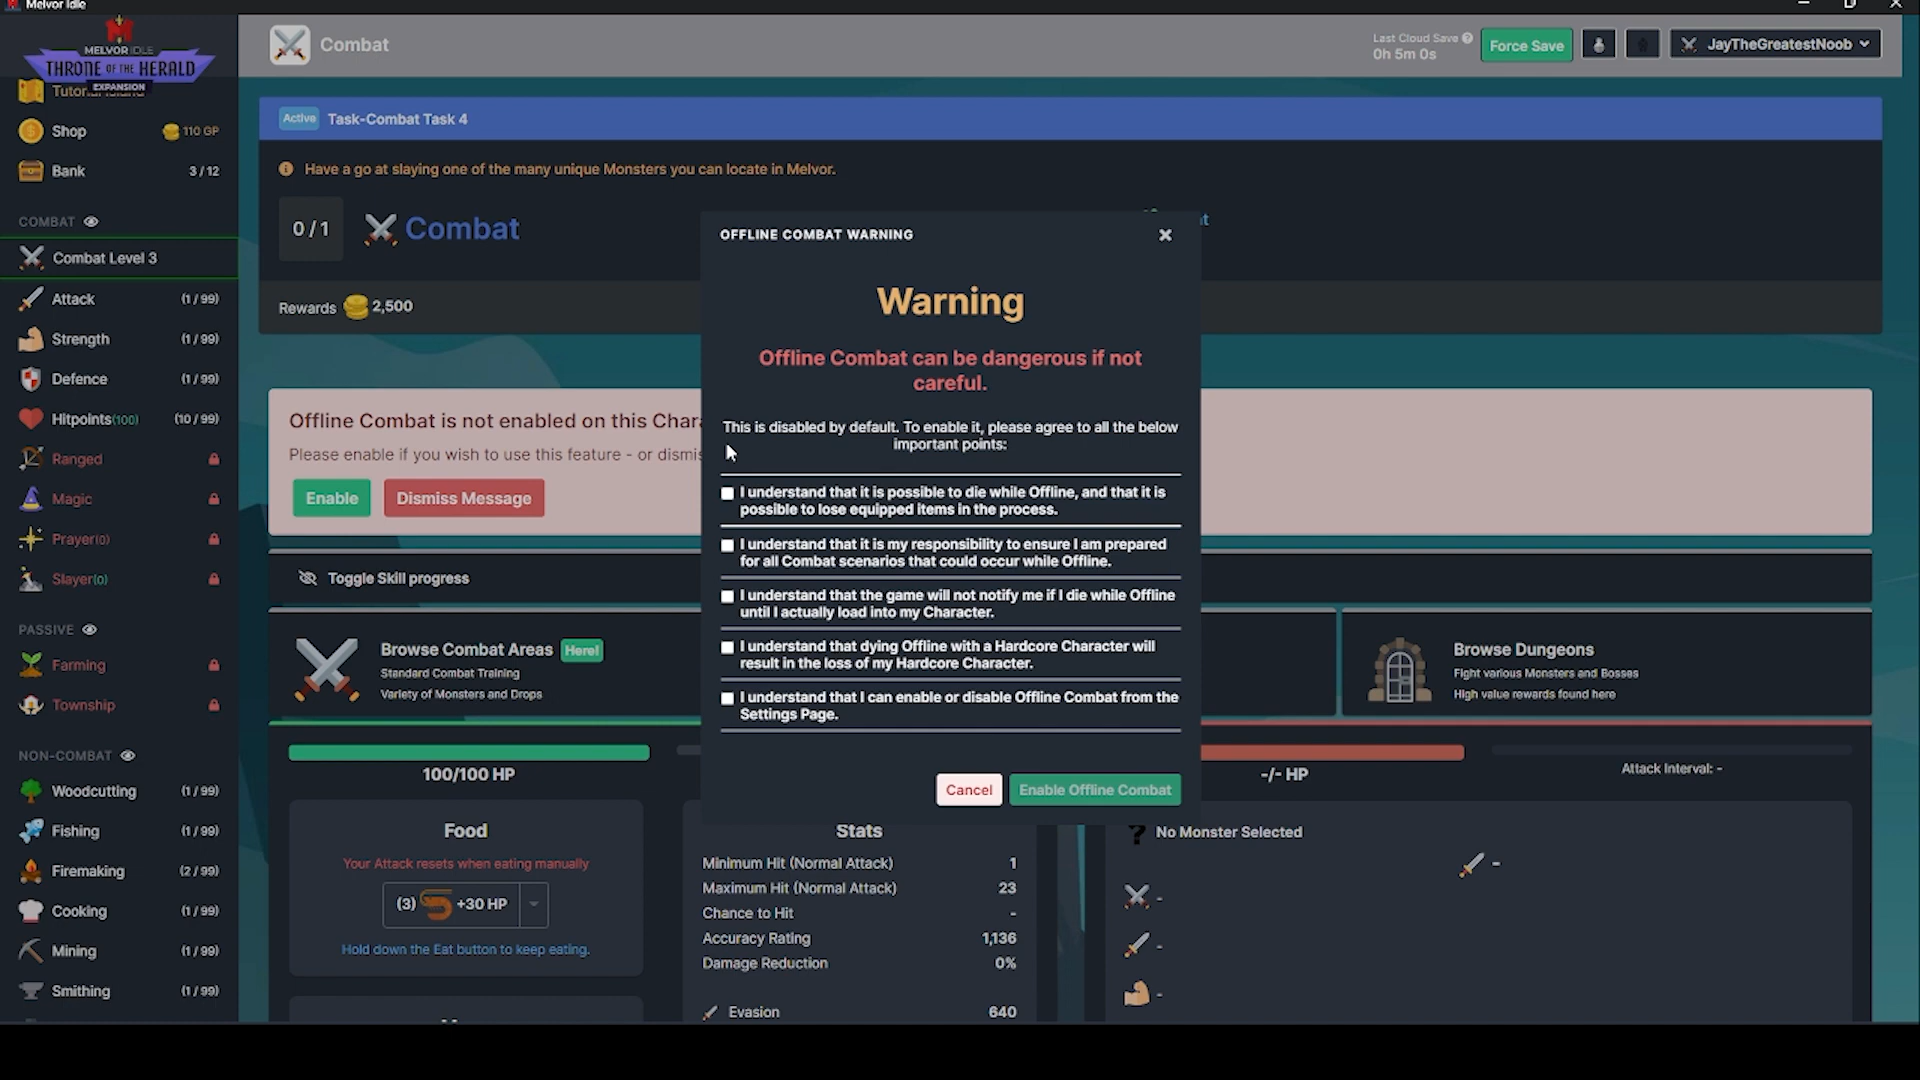 Melvor Idle
MELVOR IDLE
THRONE OF THE HERALD
EXPANSION
Combat
Last Cloud Save
0h 5m 0s
Force Save
JayTheGreatestNoob
Shop 110 GP
Bank 3 / 12
COMBAT
Combat Level 3
Attack (1 / 99)
Strength (1 / 99)
Defence (1 / 99)
Hitpoints(100) (10 / 99)
Ranged
Magic
Prayer(0)
Slayer(0)
PASSIVE
Farming
Township
NON-COMBAT
Woodcutting (1 / 99)
Fishing (1 / 99)
Firemaking (2 / 99)
Cooking (1 / 99)
Mining (1 / 99)
Smithing (1 / 99)
Active Task-Combat Task 4
Have a go at slaying one of the many unique Monsters you can locate in Melvor.
0 / 1 Combat
Rewards 2,500
Offline Combat is not enabled on this Chara
Please enable if you wish to use this feature - or dismis
Enable Dismiss Message
Toggle Skill progress
Browse Combat Areas Here!
Standard Combat Training
Variety of Monsters and Drops
Browse Dungeons
Fight various Monsters and Bosses
High value rewards found here
OFFLINE COMBAT WARNING
Warning
Offline Combat can be dangerous if not
careful.
This is disabled by default. To enable it, please agree to all the below
important points:
I understand that it is possible to die while Offline, and that it is
possible to lose equipped items in the process.
I understand that it is my responsibility to ensure I am prepared
for all Combat scenarios that could occur while Offline.
I understand that the game will not notify me if I die while Offline
until I actually load into my Character.
I understand that dying Offline with a Hardcore Character will
result in the loss of my Hardcore Character.
I understand that I can enable or disable Offline Combat from the
Settings Page.
Cancel Enable Offline Combat
100/100 HP
Food
Your Attack resets when eating manually
(3) +30 HP
Hold down the Eat button to keep eating.
Stats
Minimum Hit (Normal Attack) 1
Maximum Hit (Normal Attack) 23
Chance to Hit -
Accuracy Rating 1,136
Damage Reduction 0%
Evasion 640
-/- HP
Attack Interval: -
? No Monster Selected
-
-
-
-